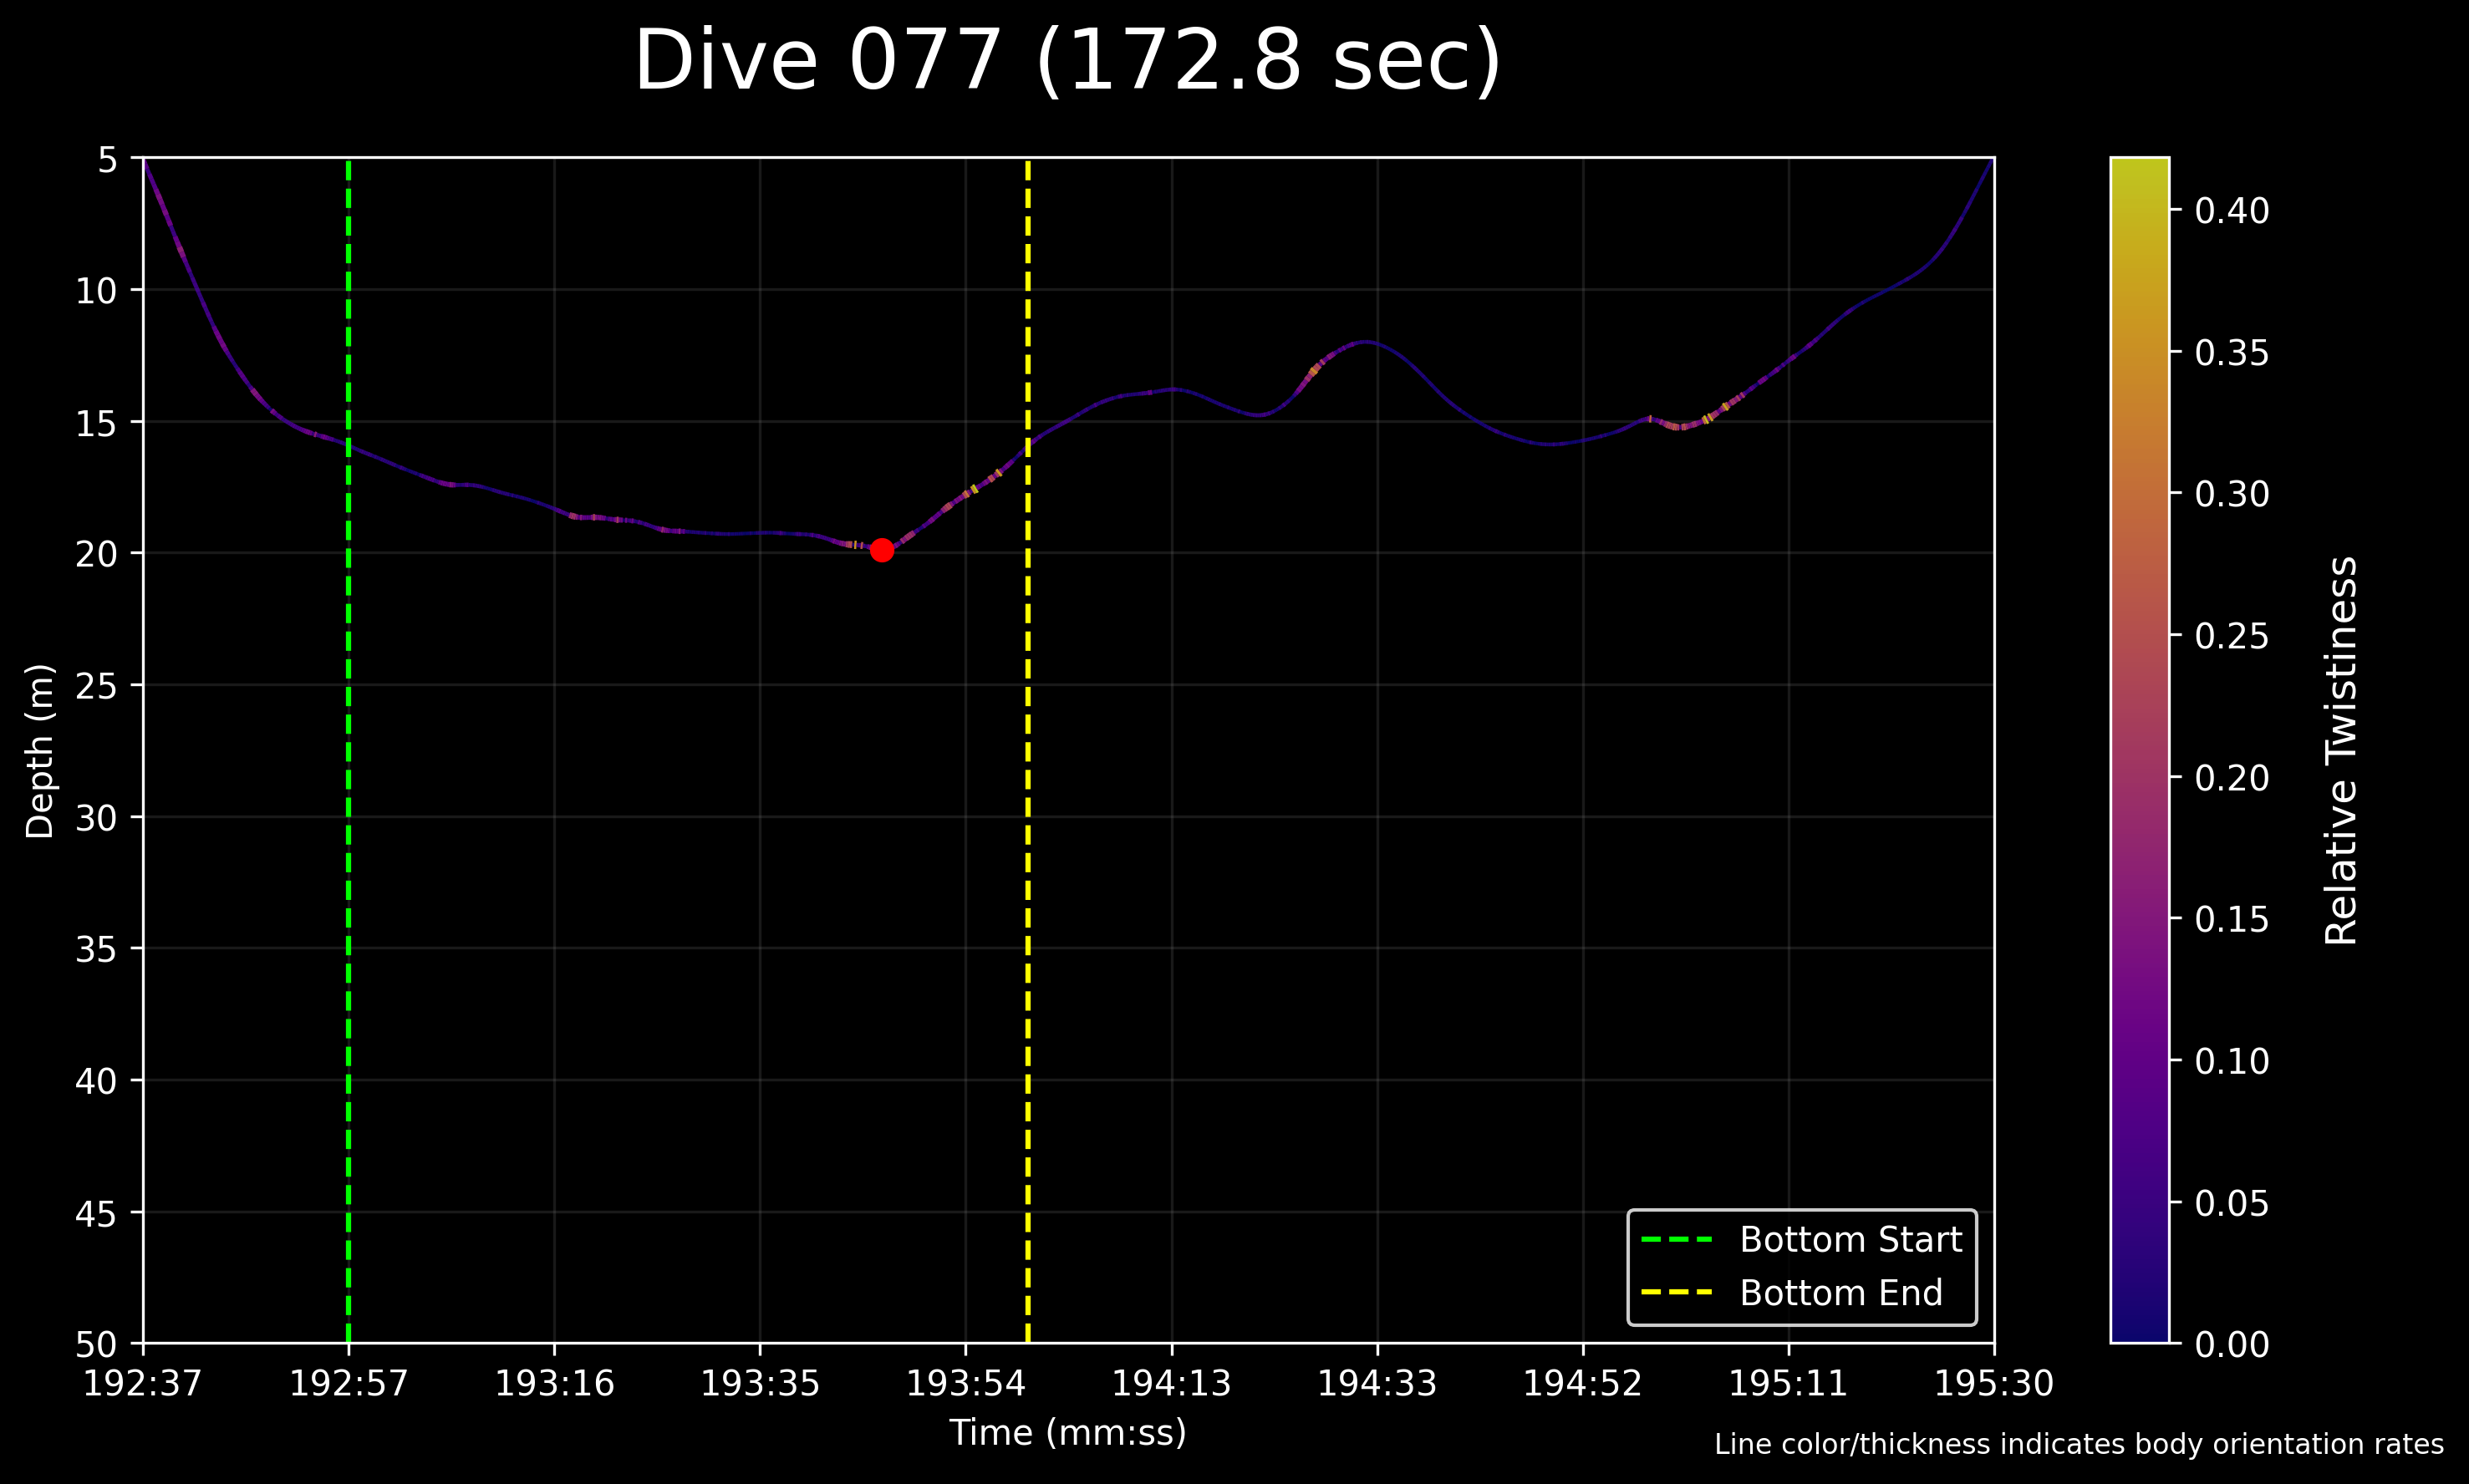 Dive 077 (172.8 sec)
5
10
15
20
25
30
35
40
45
50
Depth (m)
192:37 192:57 193:16 193:35 193:54 194:13 194:33 194:52 195:11 195:30
Time (mm:ss)
Bottom Start
Bottom End
0.40
0.35
0.30
0.25
0.20
0.15
0.10
0.05
0.00
Relative Twistiness
Line color/thickness indicates body orientation rates